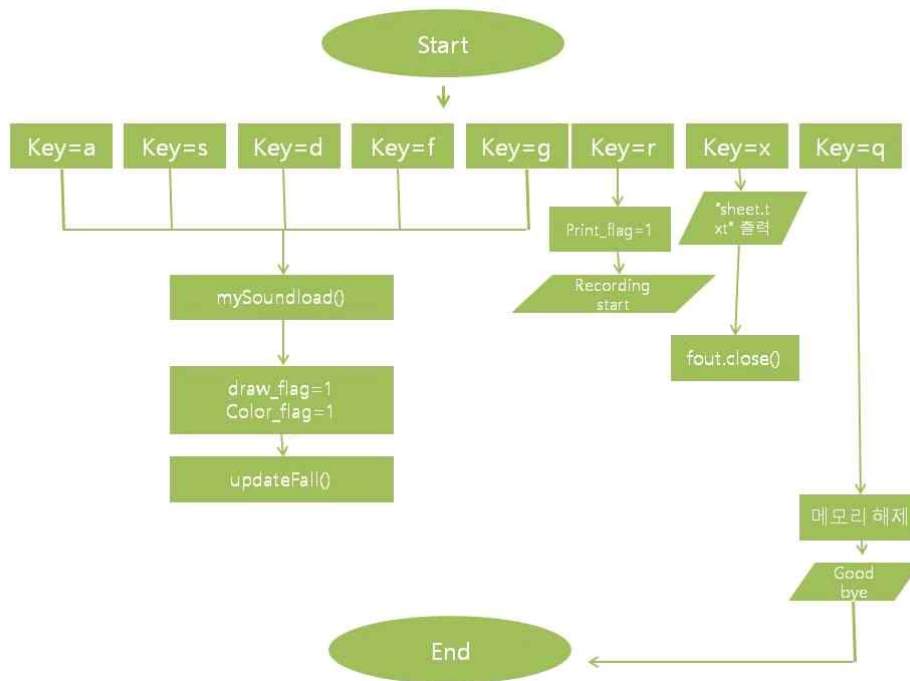 Start
Key=a
Key=s
Key=d
Key=f
Key=g
Key=r
Key=x
Key=q
Print_flag=1
Recording
start
"sheet.t
xt" 출력
fout.close()
mySoundload()
draw_flag=1
Color_flag=1
updateFall()
메모리 해제
Good
bye
End